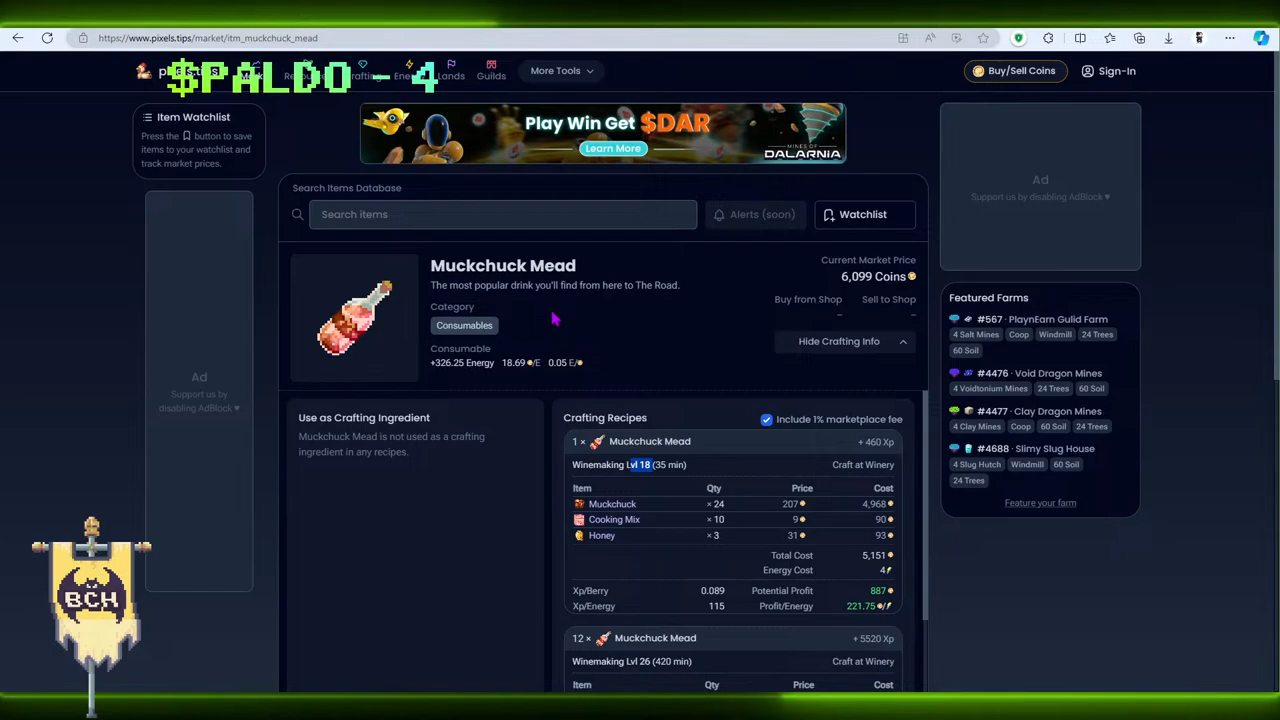 https://www.pixels.tips/market/itm_muckchuck_mead
$PALDO - 4
Lands
Guilds
More Tools
Buy/Sell Coins
Sign-In
Item Watchlist
Press the button to save
items to your watchlist and
track market prices.
Play Win Get $DAR
Learn More
MINES OF
DALARNIA
Ad
Support us by disabling AdBlock ♥
Ad
Support us by
disabling AdBlock ♥
Search Items Database
Search items
Alerts (soon)
Watchlist
Muckchuck Mead
The most popular drink you'll find from here to The Road.
Category
Consumables
Consumable
+326.25 Energy 18.69 /E 0.05 E/
Current Market Price
6,099 Coins
Buy from Shop Sell to Shop
– –
Hide Crafting Info
Use as Crafting Ingredient
Muckchuck Mead is not used as a crafting
ingredient in any recipes.
Crafting Recipes
Include 1% marketplace fee
1 × Muckchuck Mead + 460 Xp
Winemaking Lvl 18 (35 min) Craft at Winery
Item Qty Price Cost
Muckchuck × 24 207 4,968
Cooking Mix × 10 9 90
Honey × 3 31 93
Total Cost 5,151
Energy Cost 4
Xp/Berry 0.089 Potential Profit 887
Xp/Energy 115 Profit/Energy 221.75
12 × Muckchuck Mead + 5520 Xp
Winemaking Lvl 26 (420 min) Craft at Winery
Item Qty Price Cost
Featured Farms
#567 · PlaynEarn Guild Farm
4 Salt Mines Coop Windmill 24 Trees
60 Soil
#4476 · Void Dragon Mines
4 Voidtonium Mines 24 Trees 60 Soil
#4477 · Clay Dragon Mines
4 Clay Mines Coop 60 Soil 24 Trees
#4688 · Slimy Slug House
4 Slug Hutch Windmill 60 Soil
24 Trees
Feature your farm
BCH